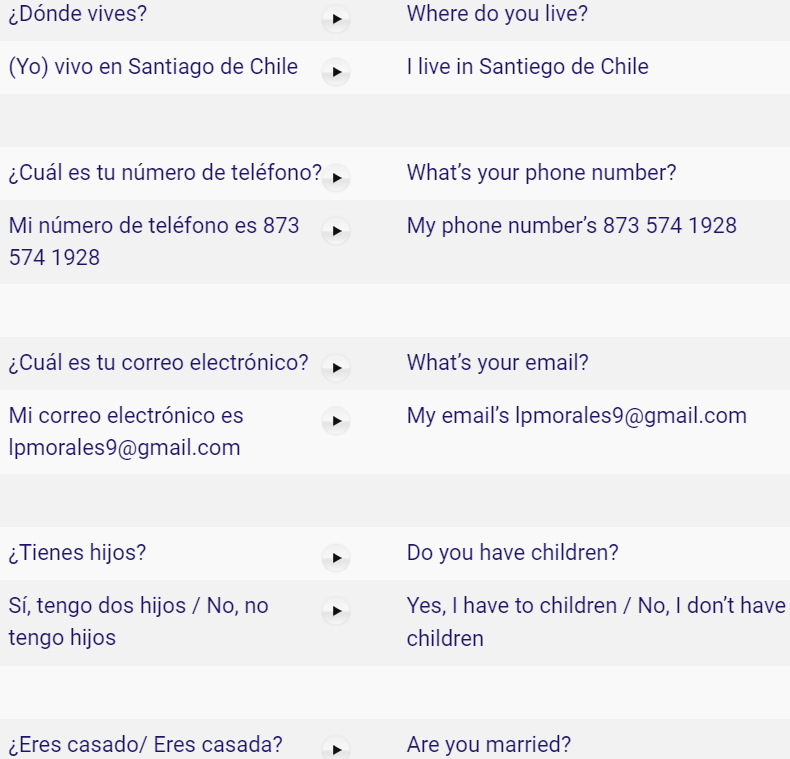 ¿Dónde vives? Where do you live?
(Yo) vivo en Santiago de Chile I live in Santiego de Chile
¿Cuál es tu número de teléfono? What’s your phone number?
Mi número de teléfono es 873 My phone number’s 873 574 1928
574 1928
¿Cuál es tu correo electrónico? What’s your email?
Mi correo electrónico es My email’s lpmorales9@gmail.com
lpmorales9@gmail.com
¿Tienes hijos? Do you have children?
Sí, tengo dos hijos / No, no Yes, I have to children / No, I don’t have
tengo hijos children
¿Eres casado/ Eres casada? Are you married?